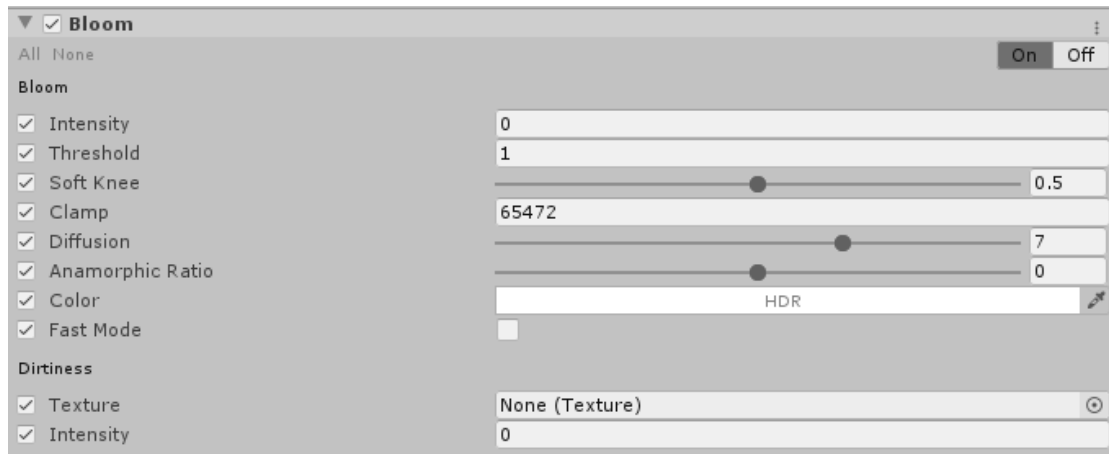 Bloom
All None On Off
Bloom
Intensity 0
Threshold 1
Soft Knee 0.5
Clamp 65472
Diffusion 7
Anamorphic Ratio 0
Color HDR
Fast Mode
Dirtiness
Texture None (Texture)
Intensity 0